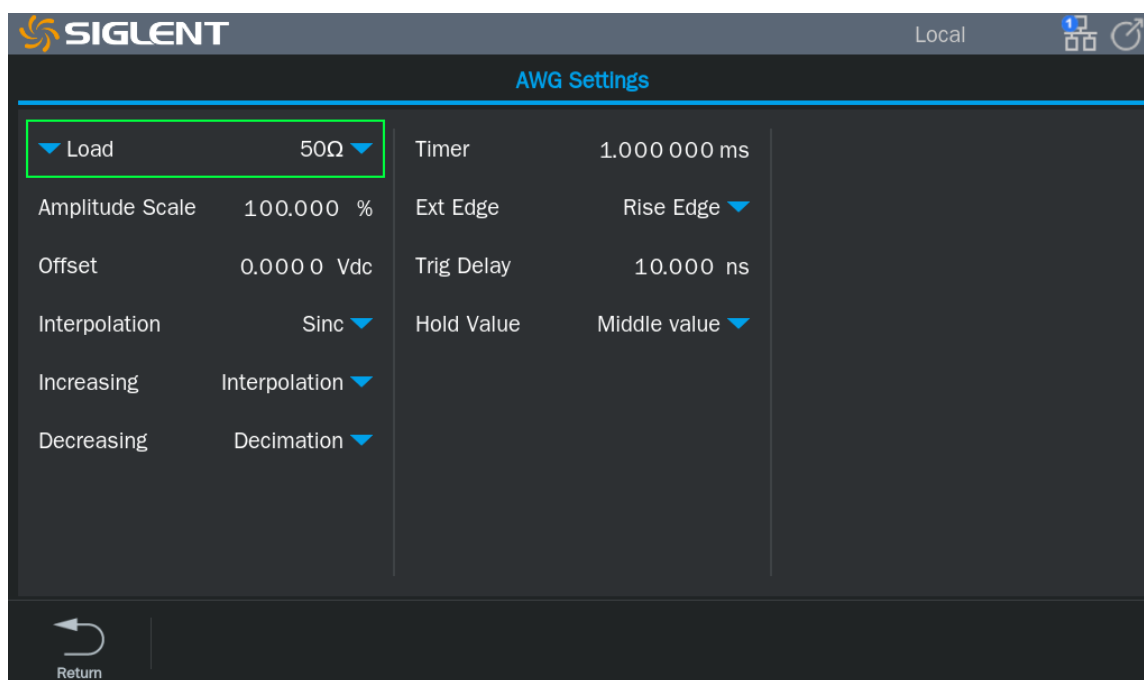 SIGLENT
Local
1
AWG Settings
Load 50Ω
Amplitude Scale 100.000 %
Offset 0.0000 Vdc
Interpolation Sinc
Increasing Interpolation
Decreasing Decimation
Timer 1.000 000 ms
Ext Edge Rise Edge
Trig Delay 10.000 ns
Hold Value Middle value
Return